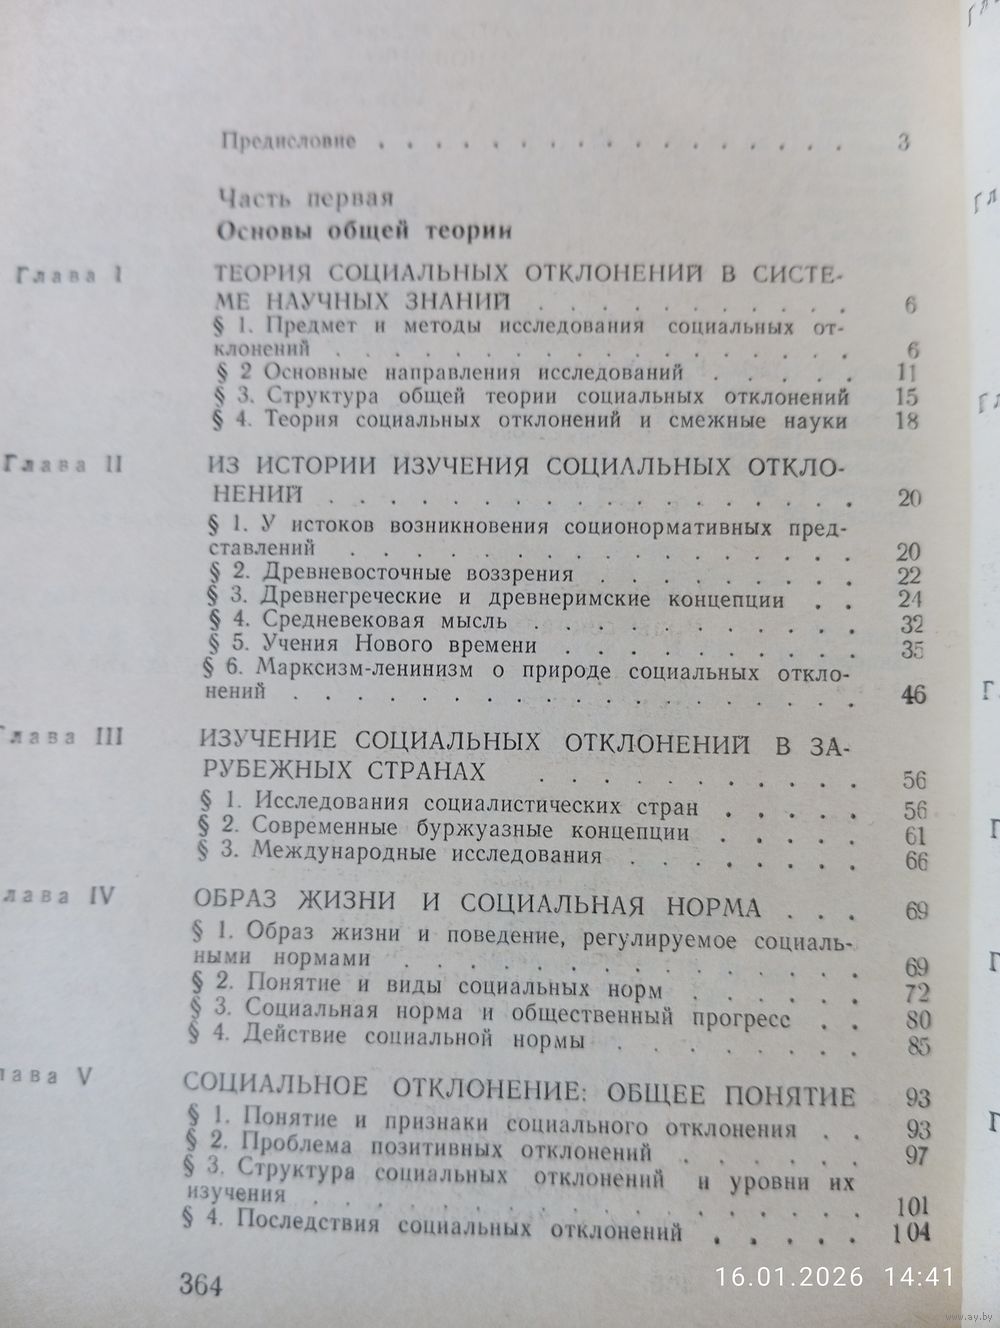 Предисловие . . . . . . . . . . . . . . . . . 3
Часть первая
Основы общей теории
Глава I ТЕОРИЯ СОЦИАЛЬНЫХ ОТКЛОНЕНИЙ В СИСТЕ-
МЕ НАУЧНЫХ ЗНАНИЙ . . . . . . . . . . . 6
§ 1. Предмет и методы исследования социальных от-
клонений . . . . . . . . . . . . . . . . . . . 6
§ 2 Основные направления исследований . . . . . 11
§ 3. Структура общей теории социальных отклонений 15
§ 4. Теория социальных отклонений и смежные науки 18
Глава II ИЗ ИСТОРИИ ИЗУЧЕНИЯ СОЦИАЛЬНЫХ ОТКЛО-
НЕНИЙ . . . . . . . . . . . . . . . . . . . 20
§ 1. У истоков возникновения соционормативных пред-
ставлений . . . . . . . . . . . . . . . . . . 20
§ 2. Древневосточные воззрения . . . . . . . . . 22
§ 3. Древнегреческие и древнеримские концепции . . 24
§ 4. Средневековая мысль . . . . . . . . . . . . 32
§ 5. Учения Нового времени . . . . . . . . . . . 35
§ 6. Марксизм-ленинизм о природе социальных откло-
нений . . . . . . . . . . . . . . . . . . . . 46
Глава III ИЗУЧЕНИЕ СОЦИАЛЬНЫХ ОТКЛОНЕНИЙ В ЗА-
РУБЕЖНЫХ СТРАНАХ . . . . . . . . . . . 56
§ 1. Исследования социалистических стран . . . . . 56
§ 2. Современные буржуазные концепции . . . . . 61
§ 3. Международные исследования . . . . . . . . 66
лава IV ОБРАЗ ЖИЗНИ И СОЦИАЛЬНАЯ НОРМА . . . 69
§ 1. Образ жизни и поведение, регулируемое социаль-
ными нормами . . . . . . . . . . . . . . . . 69
§ 2. Понятие и виды социальных норм . . . . . . 72
§ 3. Социальная норма и общественный прогресс . . 80
§ 4. Действие социальной нормы . . . . . . . . . 85
лава V СОЦИАЛЬНОЕ ОТКЛОНЕНИЕ: ОБЩЕЕ ПОНЯТИЕ 93
§ 1. Понятие и признаки социального отклонения . . 93
§ 2. Проблема позитивных отклонений . . . . . . 97
§ 3. Структура социальных отклонений и уровни их
изучения . . . . . . . . . . . . . . . . . . . 101
§ 4. Последствия социальных отклонений . . . . . 104
364
16.01.2026 14:41
www.ay.by